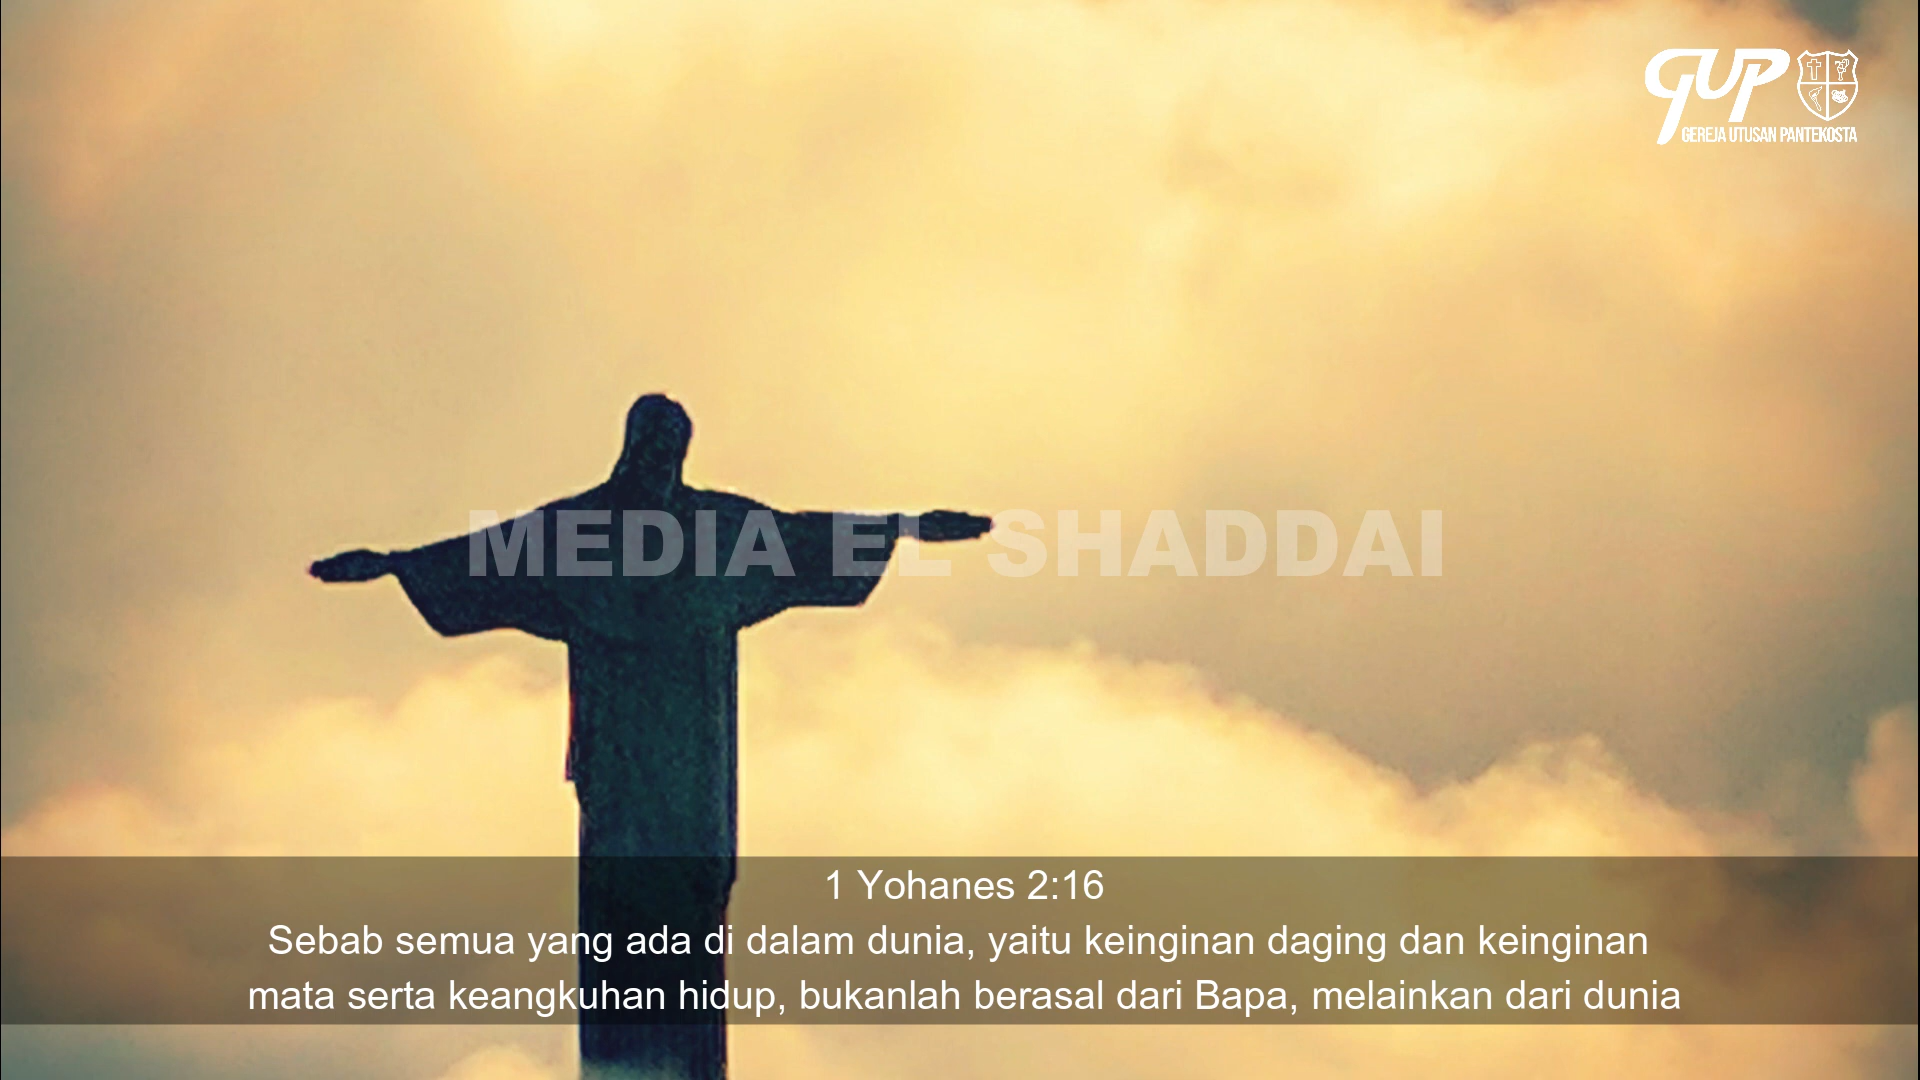 GUP
GEREJA UTUSAN PANTEKOSTA
MEDIA EL SHADDAI
1 Yohanes 2:16
Sebab semua yang ada di dalam dunia, yaitu keinginan daging dan keinginan
mata serta keangkuhan hidup, bukanlah berasal dari Bapa, melainkan dari dunia